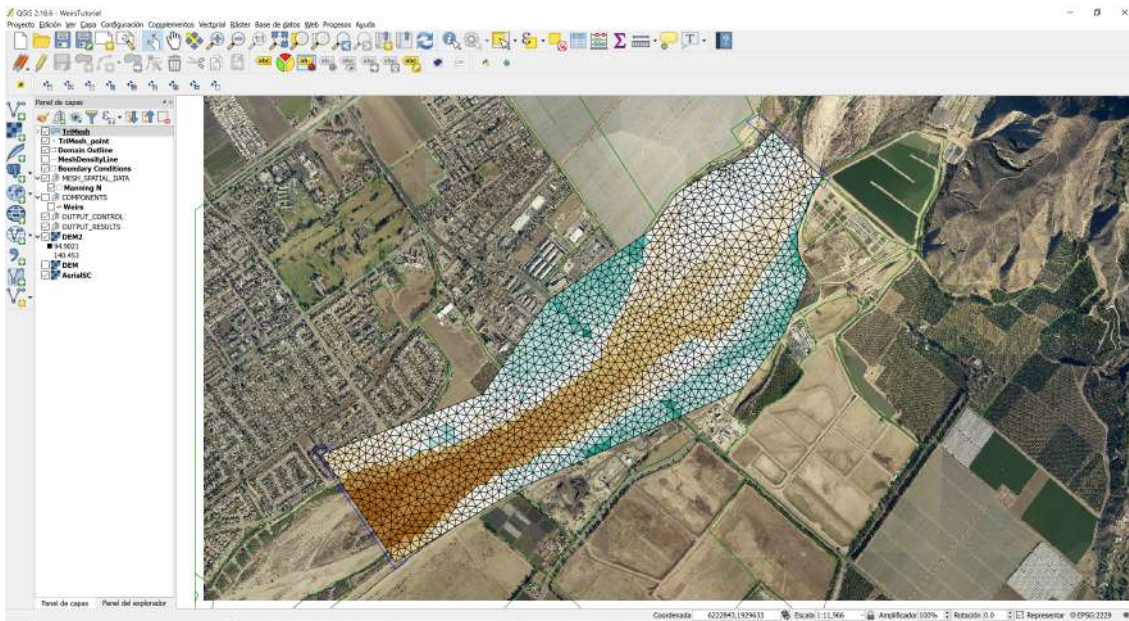 QGIS 2.18.6 - WeirsTutorial
Proyecto Edición Ver Capa Configuración Complementos Vectorial Ráster Base de datos Web Procesos Ayuda
Panel de capas
TriMesh
TriMesh_point
Domain Outline
MeshDensityLine
Boundary Conditions
MESH_SPATIAL_DATA
Manning N
COMPONENTS
Weirs
OUTPUT_CONTROL
OUTPUT_RESULTS
DEM2
94.9021
140.453
DEM
AerialSC
Panel de capas Panel del explorador
Coordenada 6222843,1929633 Escala 1:11,966 Amplificador 100% Rotación 0.0 Representar EPSG:2229